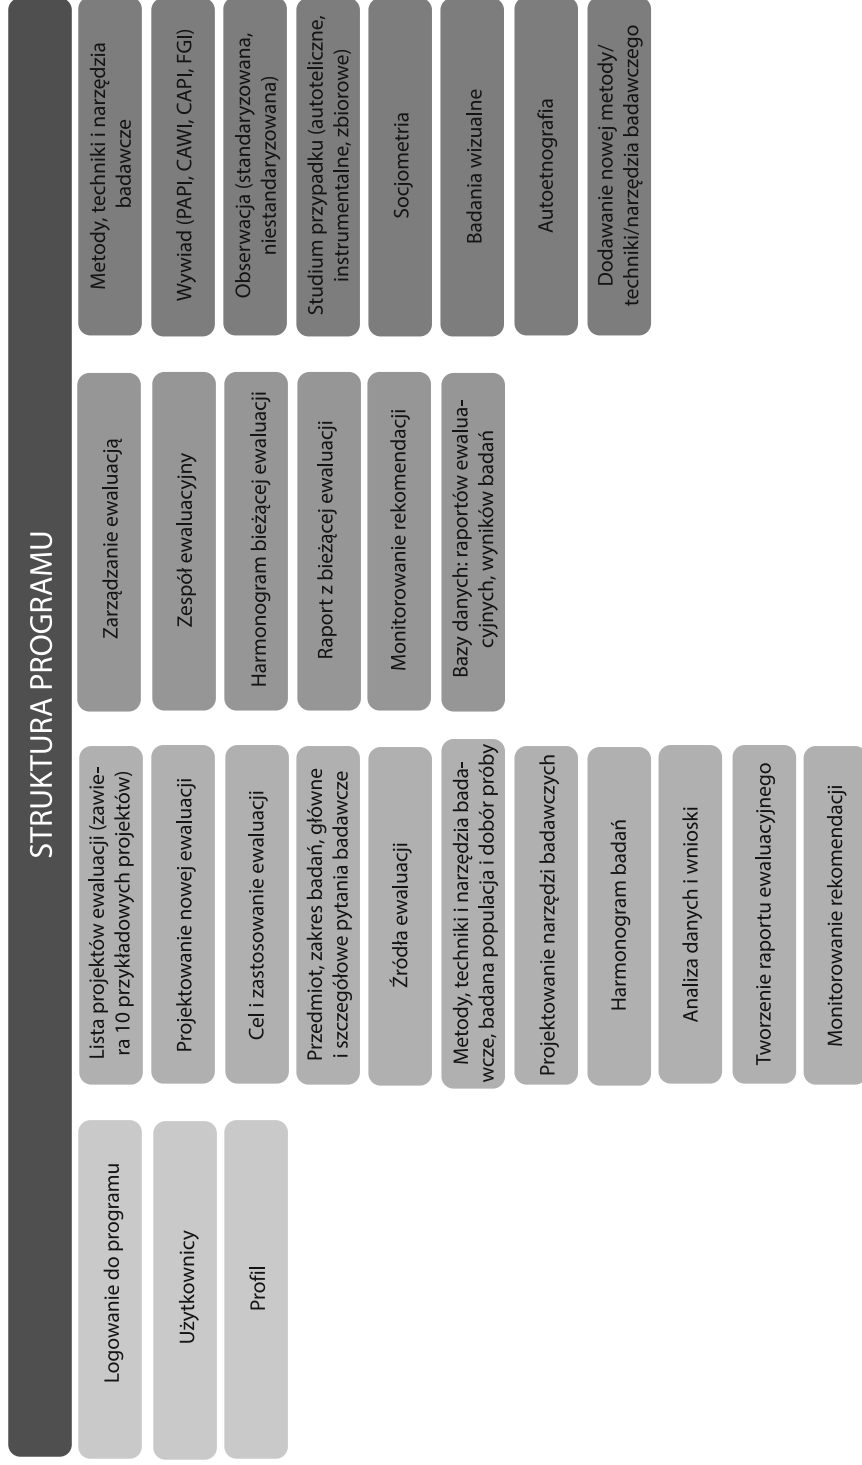 STRUKTURA PROGRAMU
Logowanie do programu
Użytkownicy
Profil
Lista projektów ewaluacji (zawie-
ra 10 przykładowych projektów)
Projektowanie nowej ewaluacji
Cel i zastosowanie ewaluacji
Przedmiot, zakres badań, główne
i szczegółowe pytania badawcze
Źródła ewaluacji
Metody, techniki i narzędzia bada-
wcze, badana populacja i dobór próby
Projektowanie narzędzi badawczych
Harmonogram badań
Analiza danych i wnioski
Tworzenie raportu ewaluacyjnego
Monitorowanie rekomendacji
Zarządzanie ewaluacją
Zespół ewaluacyjny
Harmonogram bieżącej ewaluacji
Raport z bieżącej ewaluacji
Monitorowanie rekomendacji
Bazy danych: raportów ewalua-
cyjnych, wyników badań
Metody, techniki i narzędzia
badawcze
Wywiad (PAPI, CAWI, CAPI, FGI)
Obserwacja (standaryzowana,
niestandaryzowana)
Studium przypadku (autoteliczne,
instrumentalne, zbiorowe)
Socjometria
Badania wizualne
Autoetnografia
Dodawanie nowej metody/
techniki/narzędzia badawczego